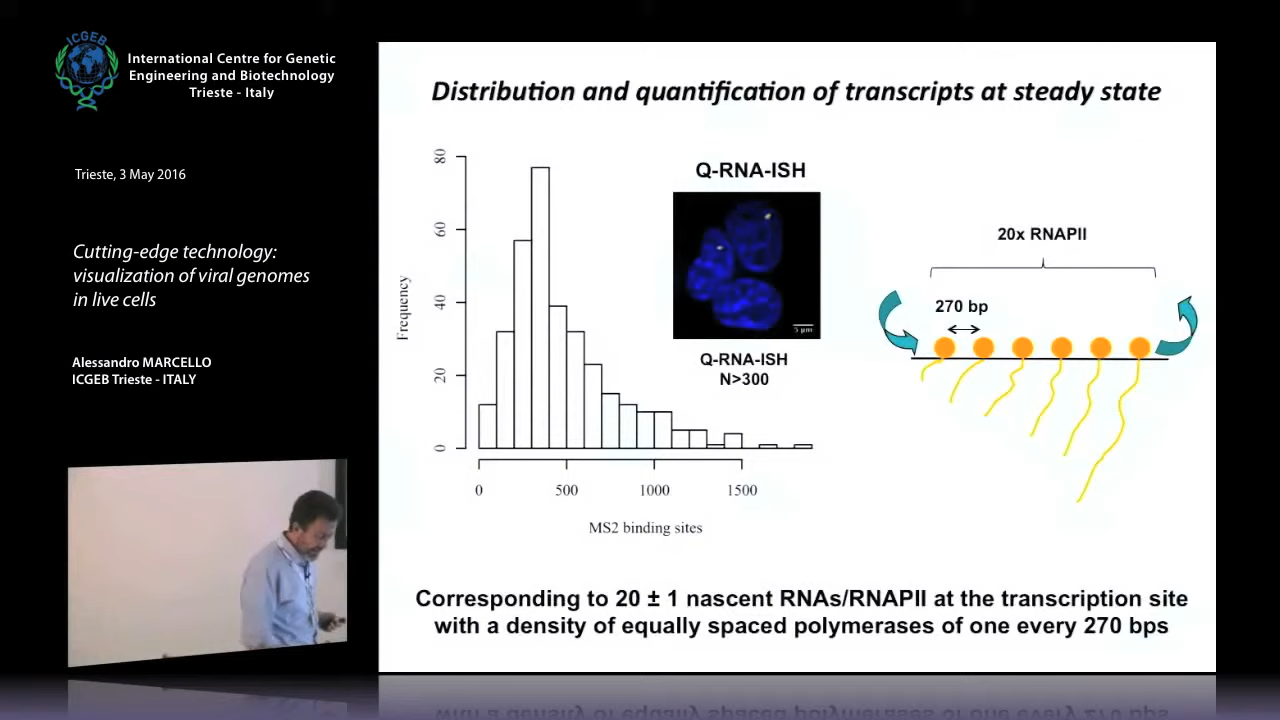 ICGEB
International Centre for Genetic
Engineering and Biotechnology
Trieste - Italy
Trieste, 3 May 2016
Cutting-edge technology:
visualization of viral genomes
in live cells
Alessandro MARCELLO
ICGEB Trieste - ITALY
Distribution and quantification of transcripts at steady state
80
60
40
20
0
Frequency
0 500 1000 1500
MS2 binding sites
Q-RNA-ISH
5 μm
Q-RNA-ISH
N>300
20x RNAPII
270 bp
Corresponding to 20 ± 1 nascent RNAs/RNAPII at the transcription site
with a density of equally spaced polymerases of one every 270 bps